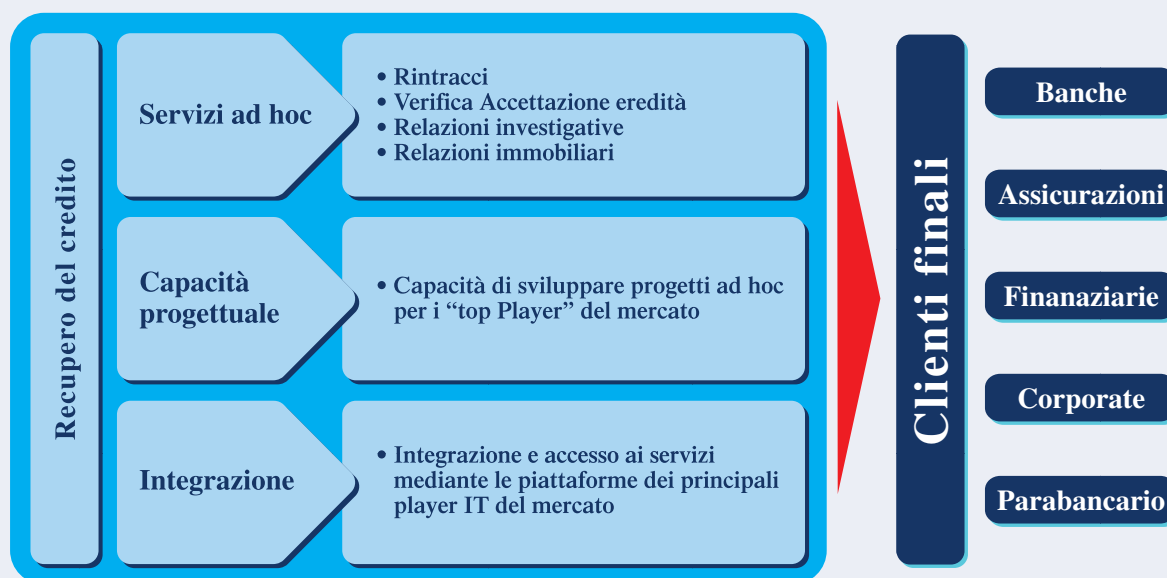 Recupero del credito
Servizi ad hoc
• Rintracci
• Verifica Accettazione eredità
• Relazioni investigative
• Relazioni immobiliari
Capacità
progettuale
• Capacità di sviluppare progetti ad hoc
per i “top Player” del mercato
Integrazione
• Integrazione e accesso ai servizi
mediante le piattaforme dei principali
player IT del mercato
Clienti finali
Banche
Assicurazioni
Finanaziarie
Corporate
Parabancario